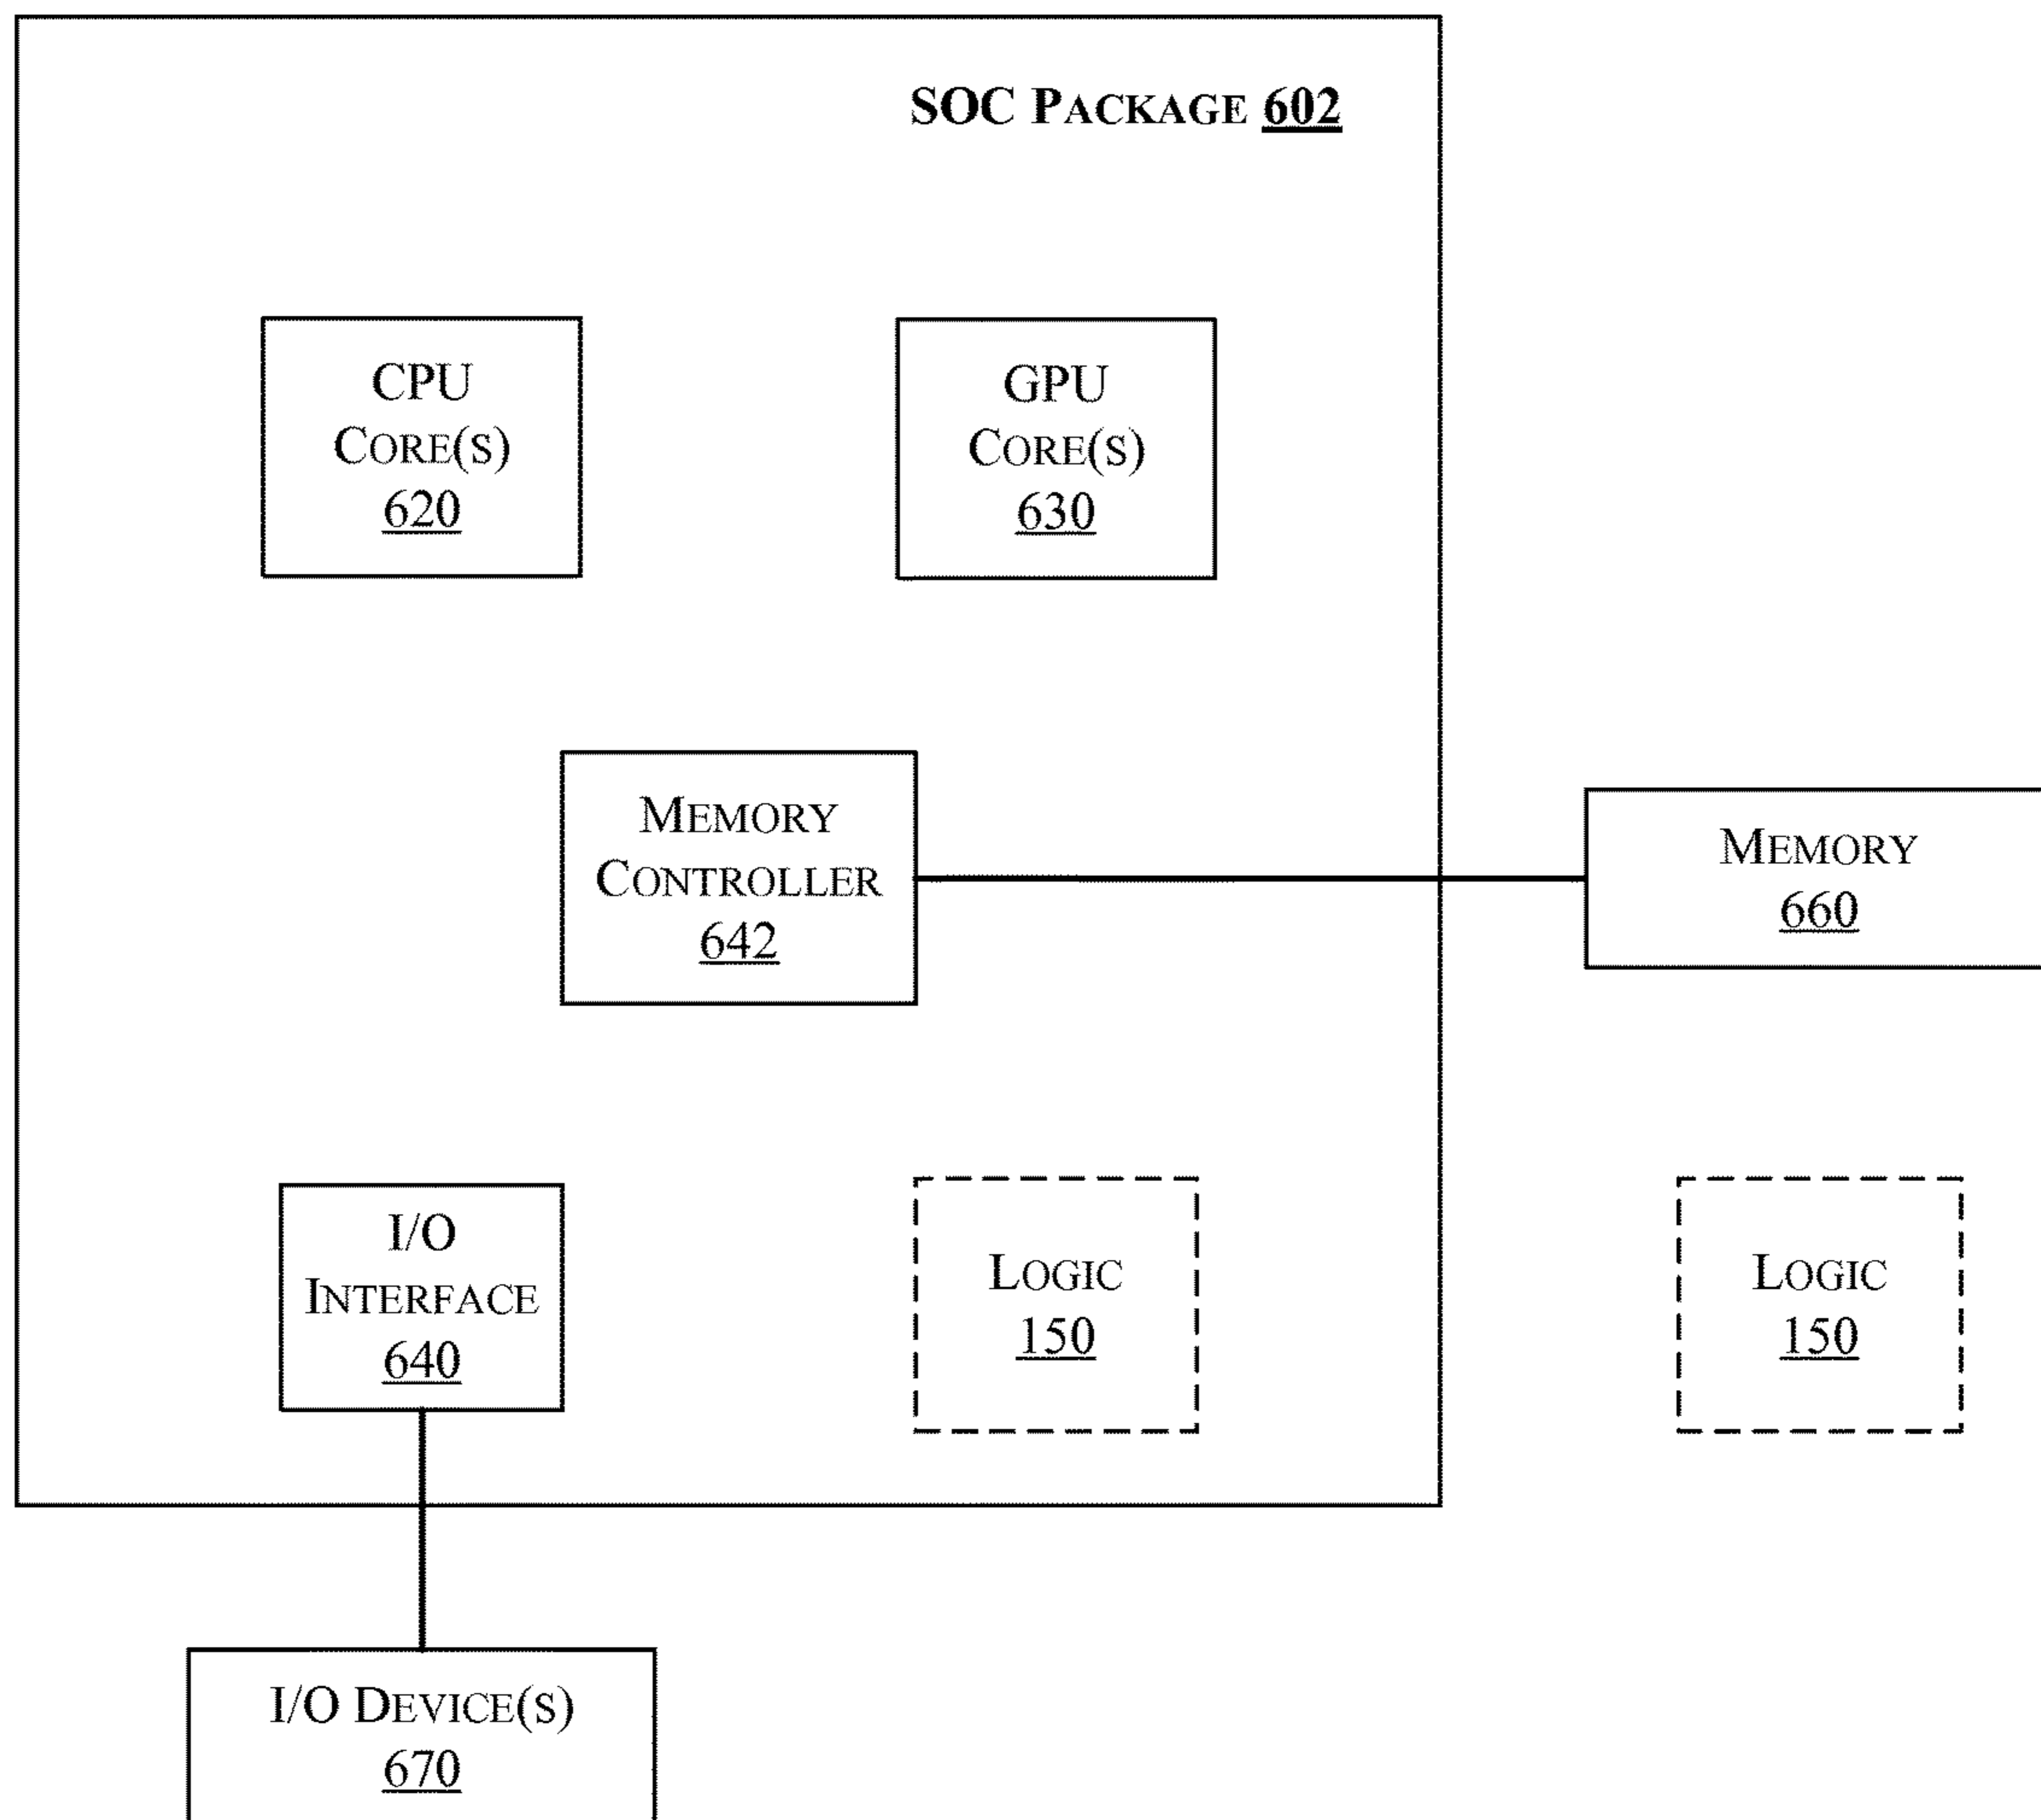 SOC PACKAGE 602
CPU
CORE(S)
620
GPU
CORE(S)
630
MEMORY
CONTROLLER
642
MEMORY
660
I/O
INTERFACE
640
LOGIC
150
LOGIC
150
I/O DEVICE(S)
670